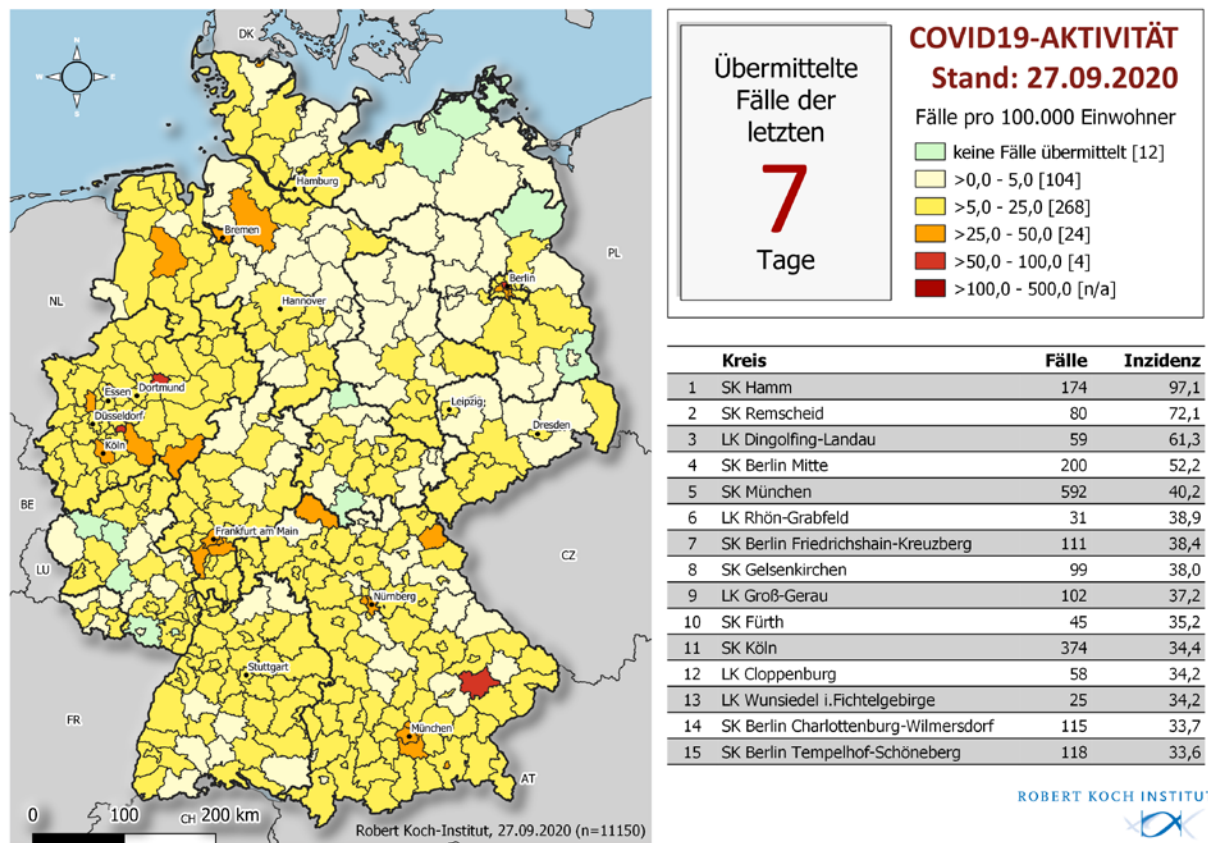 DK
Hamburg
Bremen
PL
Berlin
NL
Hannover
Essen
Dortmund
Düsseldorf
Köln
Leipzig
Dresden
BE
Frankfurt am Main
LU
CZ
Nürnberg
Stuttgart
FR
München
AT
0 100 200 km
CH
Robert Koch-Institut, 27.09.2020 (n=11150)
Übermittelte
Fälle der
letzten
7
Tage
COVID19-AKTIVITÄT
Stand: 27.09.2020
Fälle pro 100.000 Einwohner
keine Fälle übermittelt [12]
>0,0 - 5,0 [104]
>5,0 - 25,0 [268]
>25,0 - 50,0 [24]
>50,0 - 100,0 [4]
>100,0 - 500,0 [n/a]
Kreis Fälle Inzidenz
1 SK Hamm 174 97,1
2 SK Remscheid 80 72,1
3 LK Dingolfing-Landau 59 61,3
4 SK Berlin Mitte 200 52,2
5 SK München 592 40,2
6 LK Rhön-Grabfeld 31 38,9
7 SK Berlin Friedrichshain-Kreuzberg 111 38,4
8 SK Gelsenkirchen 99 38,0
9 LK Groß-Gerau 102 37,2
10 SK Fürth 45 35,2
11 SK Köln 374 34,4
12 LK Cloppenburg 58 34,2
13 LK Wunsiedel i.Fichtelgebirge 25 34,2
14 SK Berlin Charlottenburg-Wilmersdorf 115 33,7
15 SK Berlin Tempelhof-Schöneberg 118 33,6
ROBERT KOCH INSTITUT